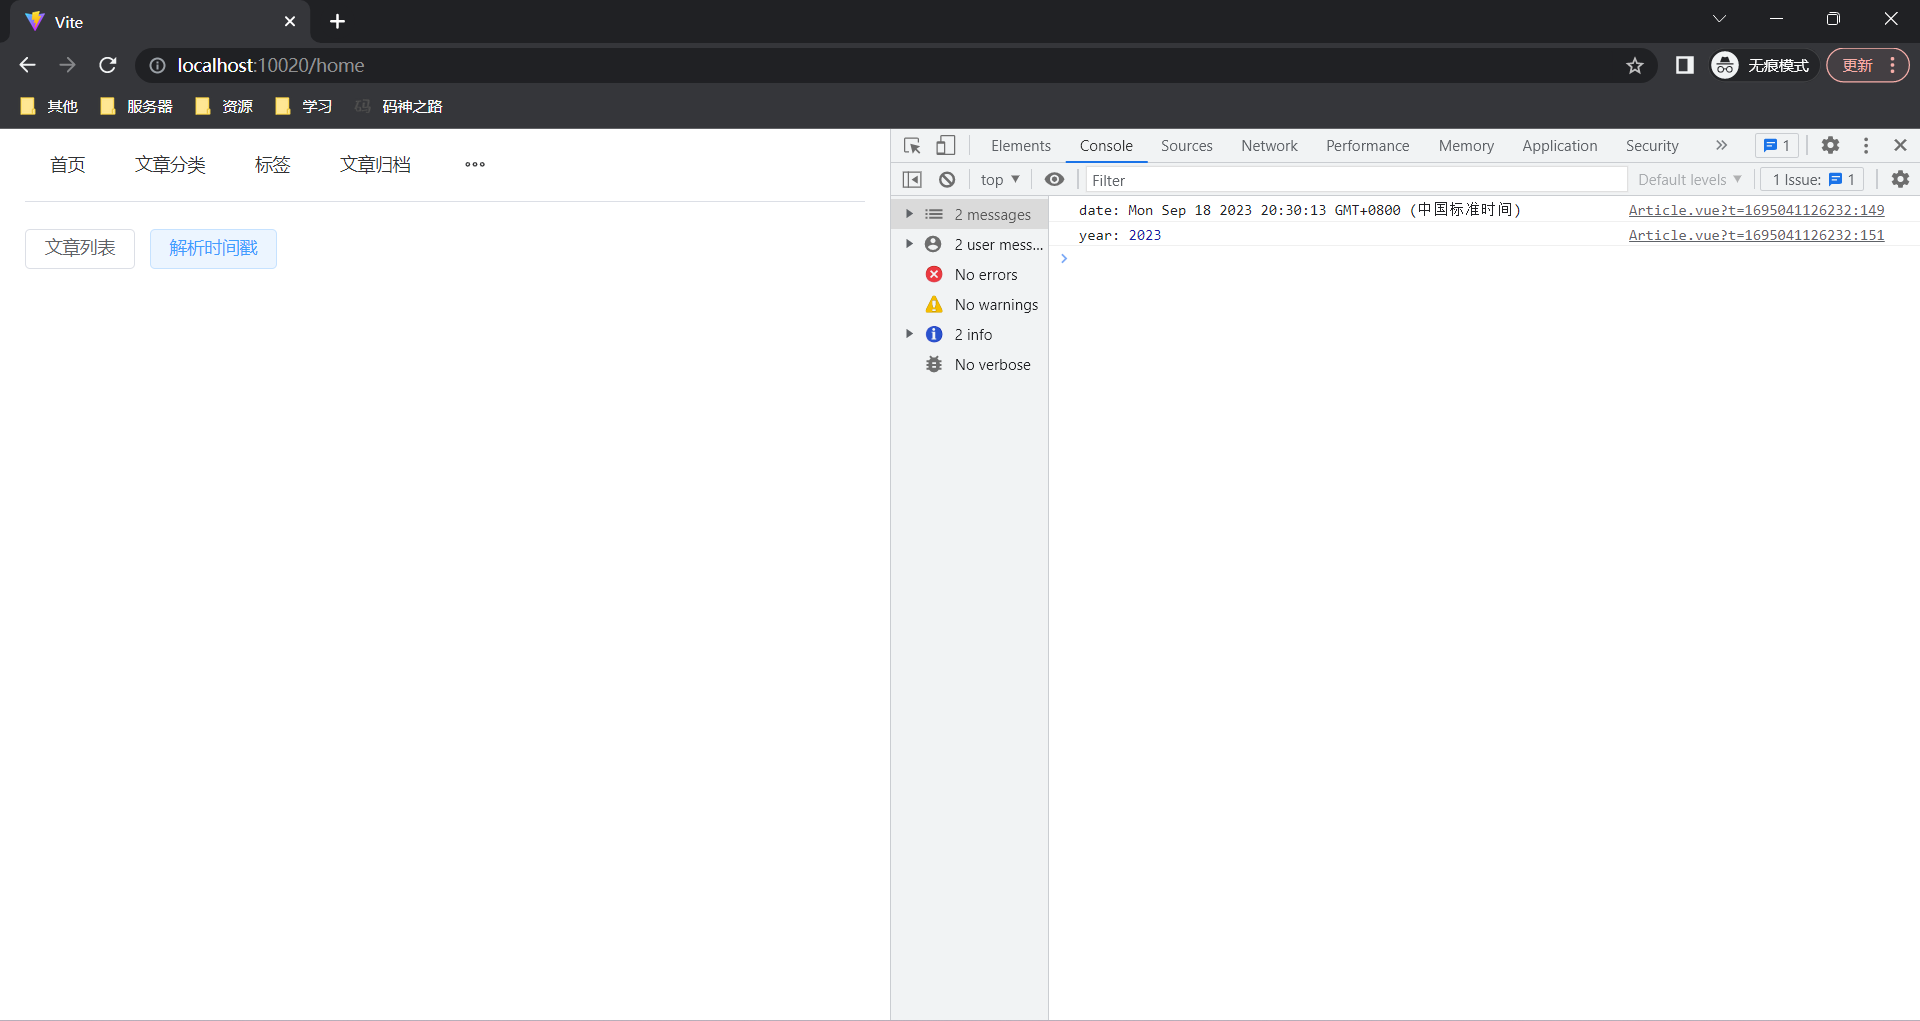 Vite
localhost:10020/home
无痕模式
更新
其他 服务器 资源 学习 码神之路
首页 文章分类 标签 文章归档
文章列表 解析时间戳
Elements Console Sources Network Performance Memory Application Security 1
top Filter Default levels 1 Issue: 1
2 messages
2 user mess...
No errors
No warnings
2 info
No verbose
date: Mon Sep 18 2023 20:30:13 GMT+0800 (中国标准时间) Article.vue?t=1695041126232:149
year: 2023 Article.vue?t=1695041126232:151